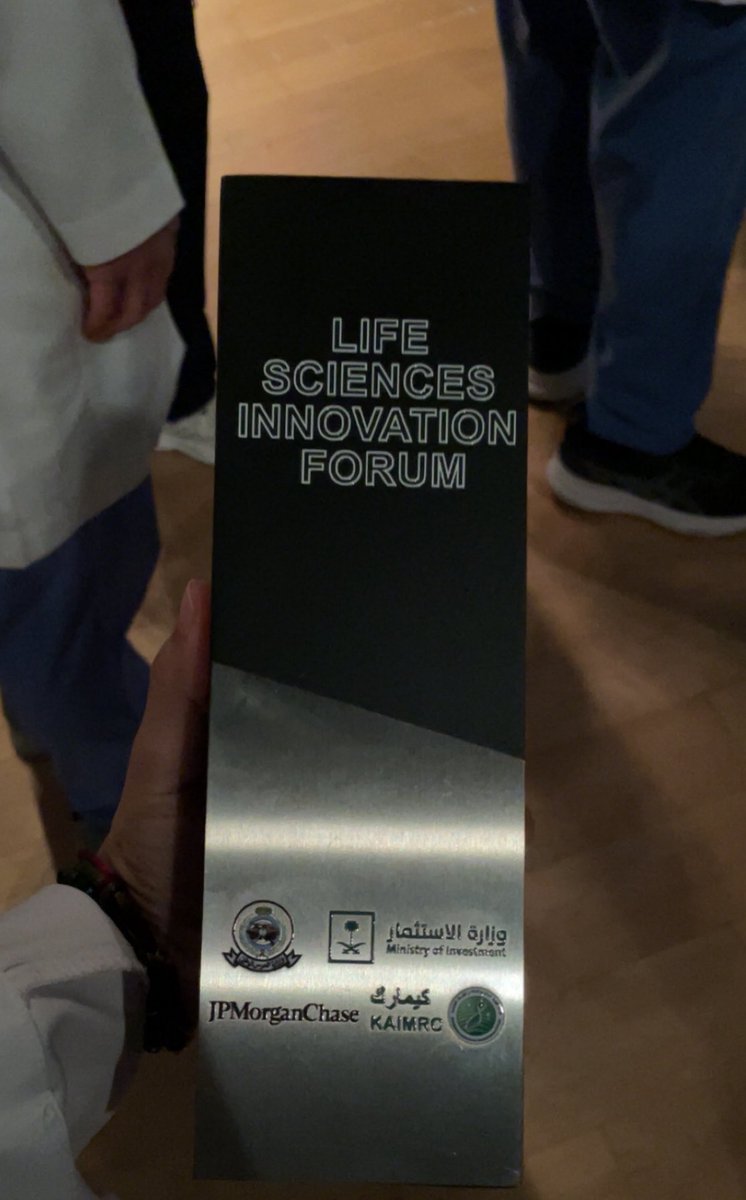 LIFE
SCIENCES
INNOVATION
FORUM
وزارة الاستثمار
Ministry of Investment
JPMorganChase
كيمارك
KAIMRC